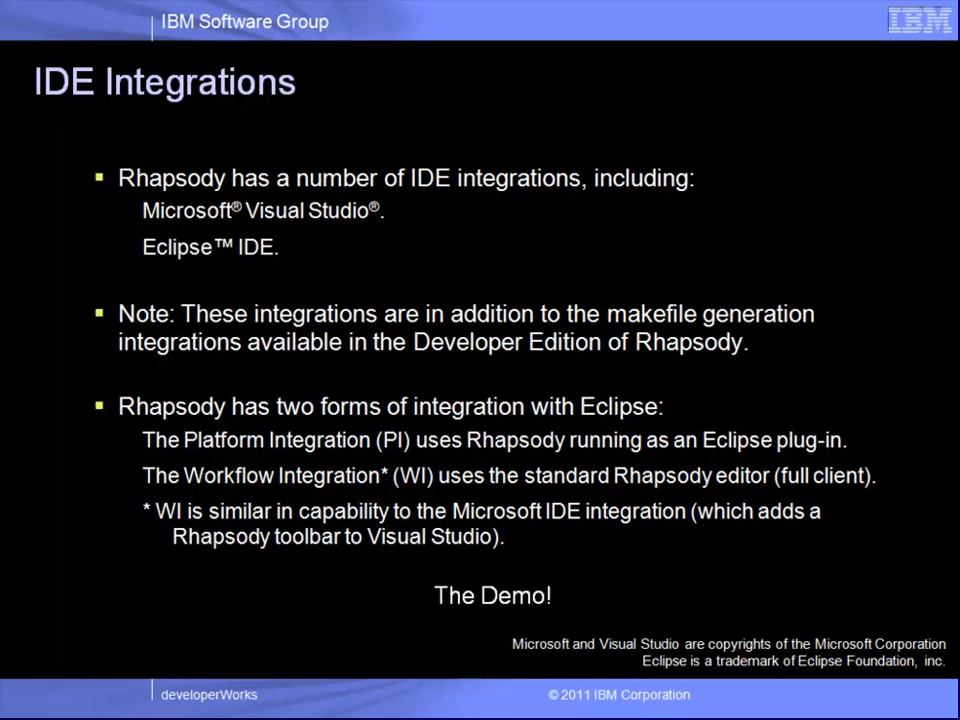 IBM Software Group
IBM
IDE Integrations
▪ Rhapsody has a number of IDE integrations, including:
Microsoft® Visual Studio®.
Eclipse™ IDE.
▪ Note: These integrations are in addition to the makefile generation
integrations available in the Developer Edition of Rhapsody.
▪ Rhapsody has two forms of integration with Eclipse:
The Platform Integration (PI) uses Rhapsody running as an Eclipse plug-in.
The Workflow Integration* (WI) uses the standard Rhapsody editor (full client).
* WI is similar in capability to the Microsoft IDE integration (which adds a
Rhapsody toolbar to Visual Studio).
The Demo!
Microsoft and Visual Studio are copyrights of the Microsoft Corporation
Eclipse is a trademark of Eclipse Foundation, inc.
developerWorks
© 2011 IBM Corporation